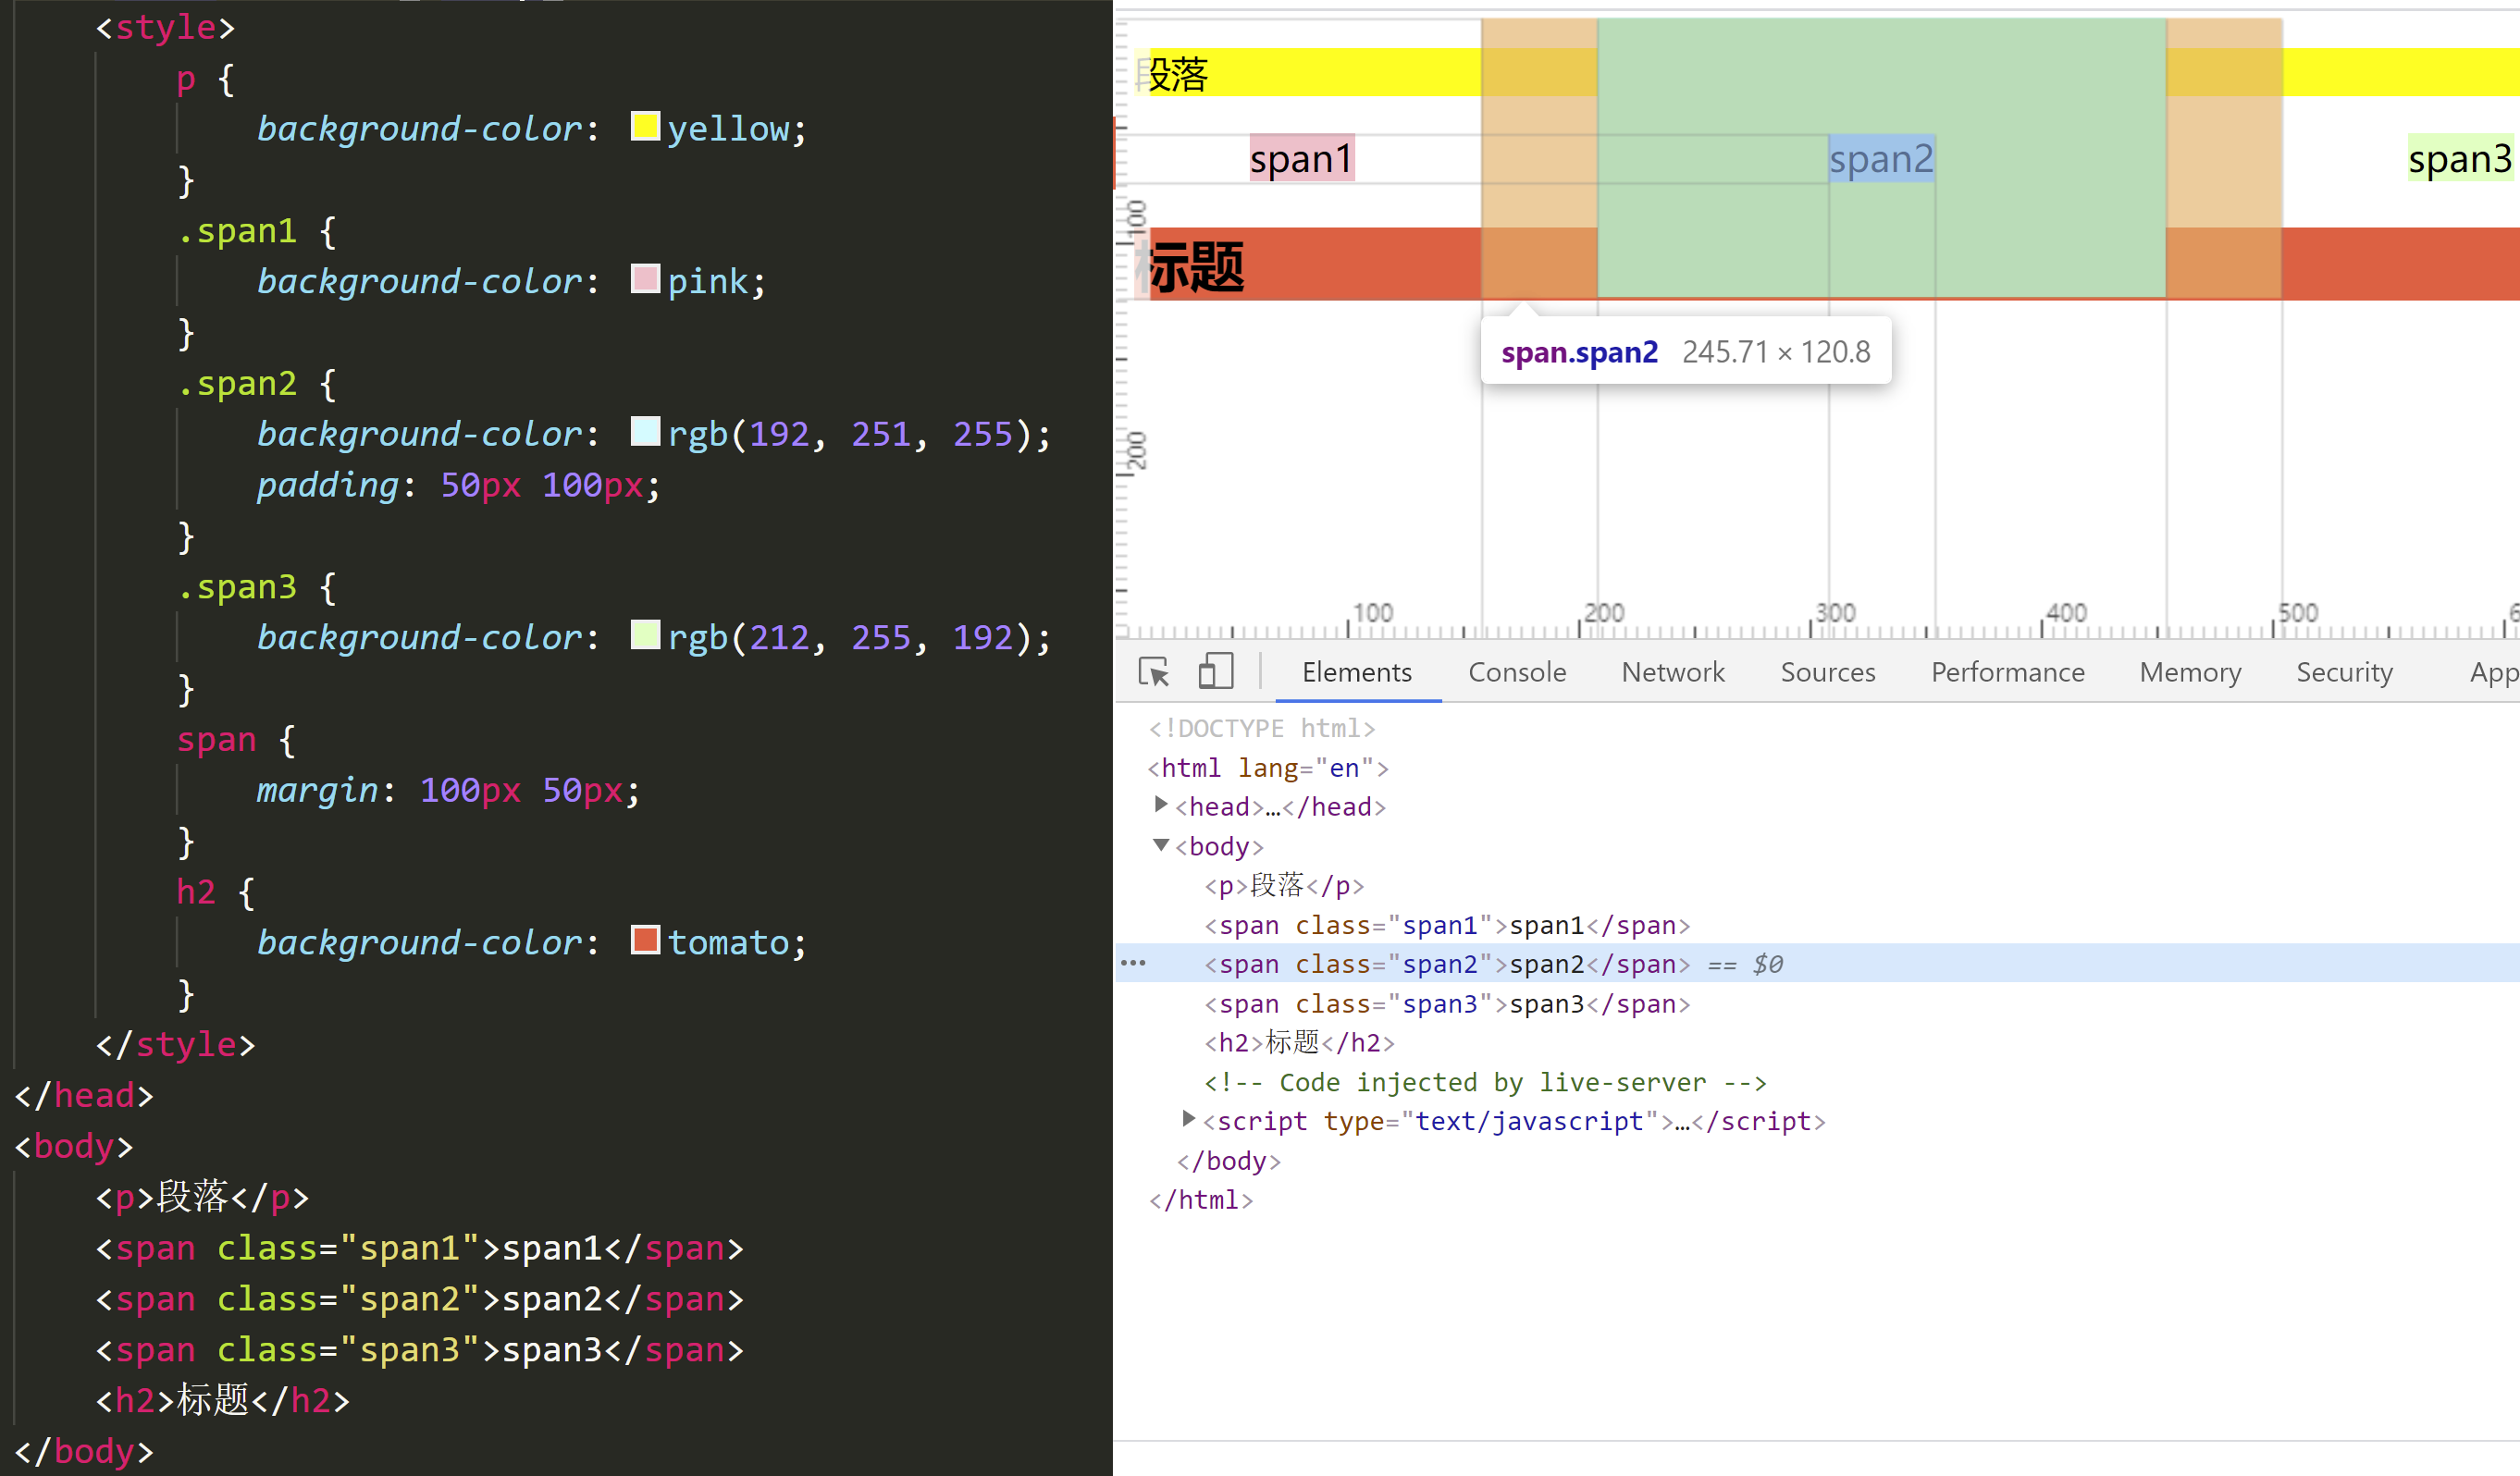 <style>
p {
background-color: yellow;
}
.span1 {
background-color: pink;
}
.span2 {
background-color: rgb(192, 251, 255);
padding: 50px 100px;
}
.span3 {
background-color: rgb(212, 255, 192);
}
span {
margin: 100px 50px;
}
h2 {
background-color: tomato;
}
</style>
</head>
<body>
<p>段落</p>
<span class="span1">span1</span>
<span class="span2">span2</span>
<span class="span3">span3</span>
<h2>标题</h2>
</body>
段落
span1 span2 span3
标题
100
200
span.span2 245.71 × 120.8
100 200 300 400 500
Elements Console Network Sources Performance Memory Security App
<!DOCTYPE html>
<html lang="en">
<head>…</head>
<body>
<p>段落</p>
<span class="span1">span1</span>
<span class="span2">span2</span> == $0
<span class="span3">span3</span>
<h2>标题</h2>
<!-- Code injected by live-server -->
<script type="text/javascript">…</script>
</body>
</html>